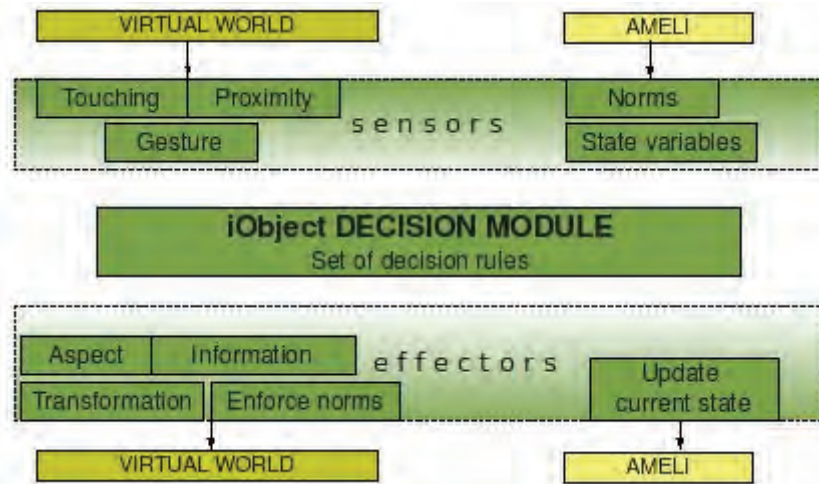 VIRTUAL WORLD
AMELI
Touching
Proximity
Gesture
sensors
Norms
State variables
iObject DECISION MODULE
Set of decision rules
Aspect
Information
Transformation
Enforce norms
effectors
Update
current state
VIRTUAL WORLD
AMELI